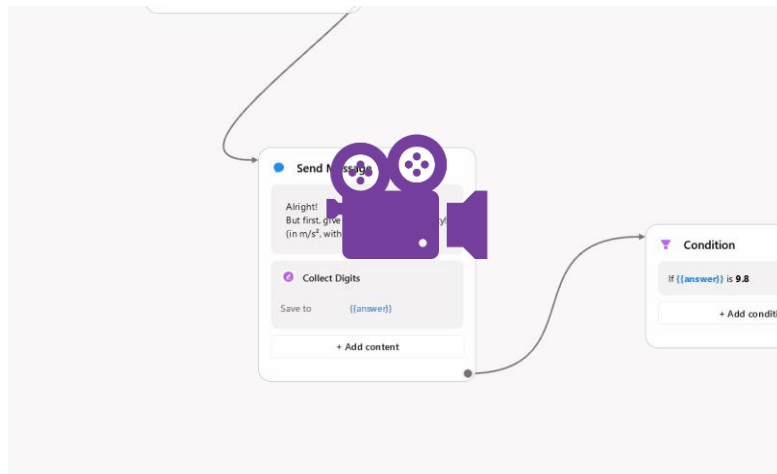 Send Message
Alright!
But first, give
(in m/s², with
Collect Digits
Save to {{answer}}
+ Add content
Condition
If {{answer}} is 9.8
+ Add conditi